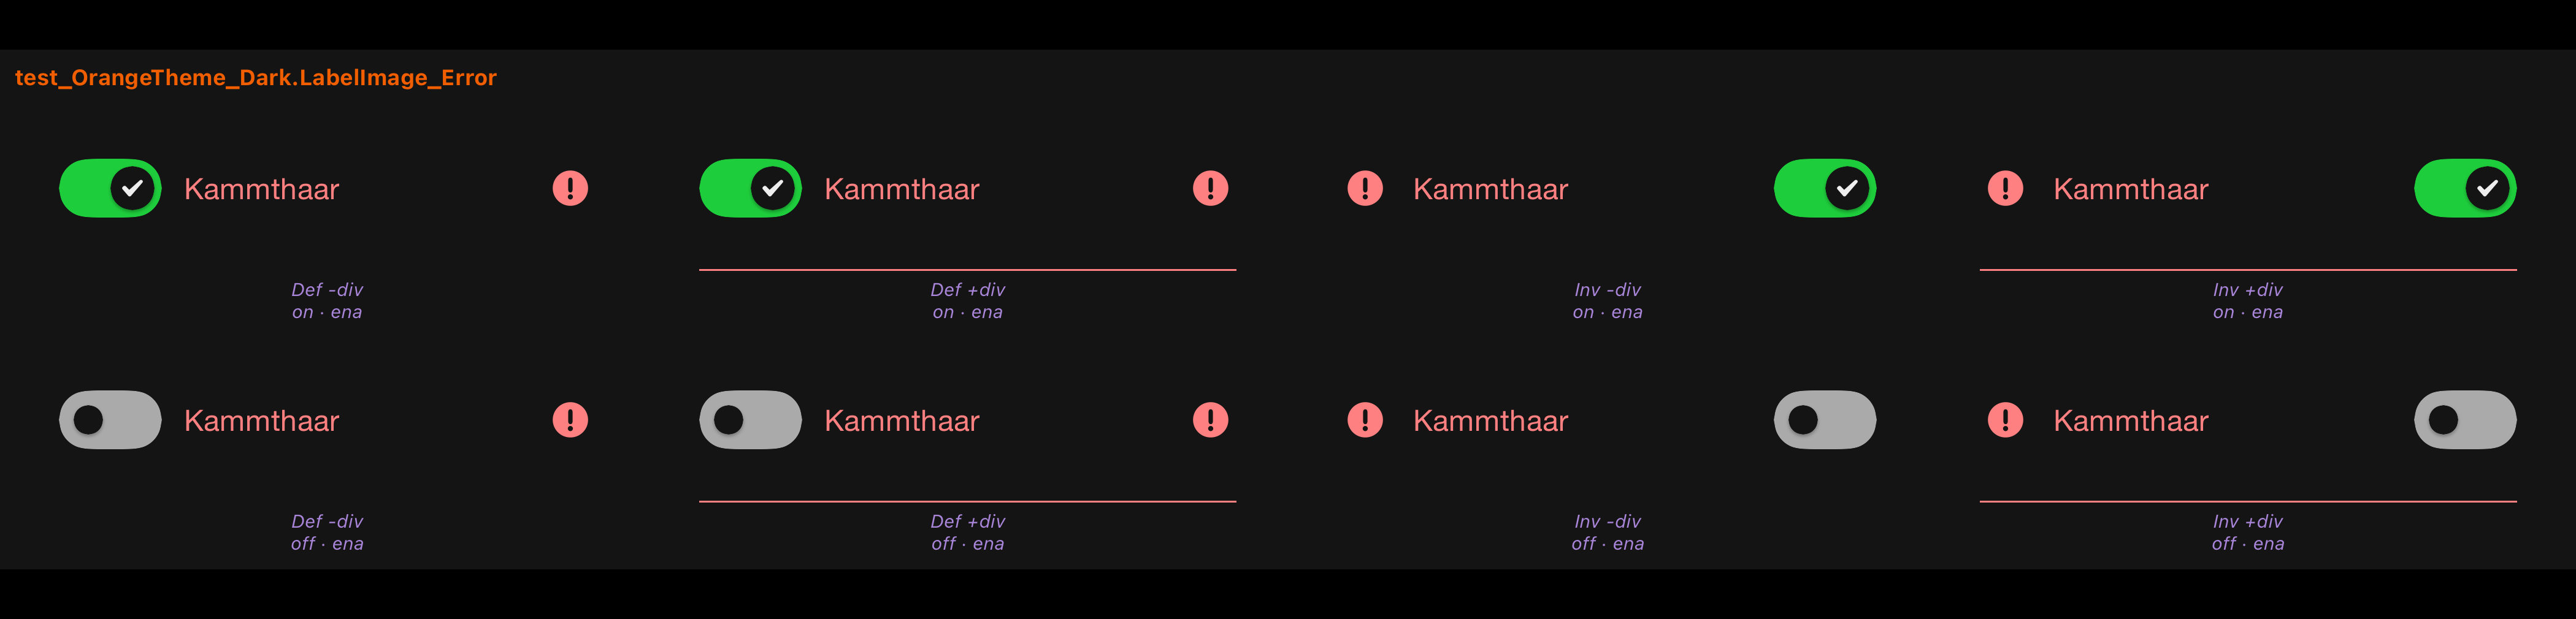 test_OrangeTheme_Dark.LabelImage_Error
Kammthaar
Kammthaar
Kammthaar
Kammthaar
Def -div
on · ena
Def +div
on · ena
Inv -div
on · ena
Inv +div
on · ena
Kammthaar
Kammthaar
Kammthaar
Kammthaar
Def -div
off · ena
Def +div
off · ena
Inv -div
off · ena
Inv +div
off · ena